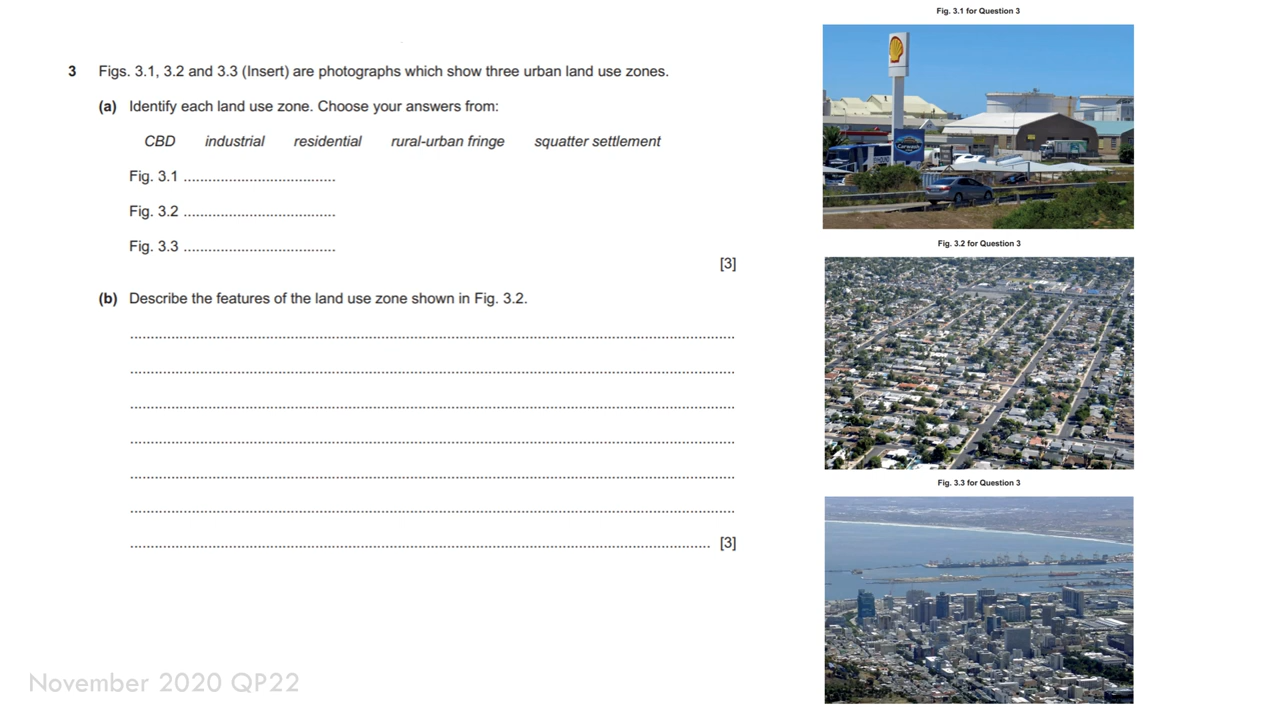 3 Figs. 3.1, 3.2 and 3.3 (Insert) are photographs which show three urban land use zones.
(a) Identify each land use zone. Choose your answers from:
CBD industrial residential rural-urban fringe squatter settlement
Fig. 3.1 ....................................
Fig. 3.2 ....................................
Fig. 3.3 ....................................
[3]
(b) Describe the features of the land use zone shown in Fig. 3.2.
..................................................................................................................................................
..................................................................................................................................................
..................................................................................................................................................
..................................................................................................................................................
..................................................................................................................................................
..................................................................................................................................................
............................................................................................................................................ [3]
November 2020 QP22
Fig. 3.1 for Question 3
Carwash
Fig. 3.2 for Question 3
Fig. 3.3 for Question 3